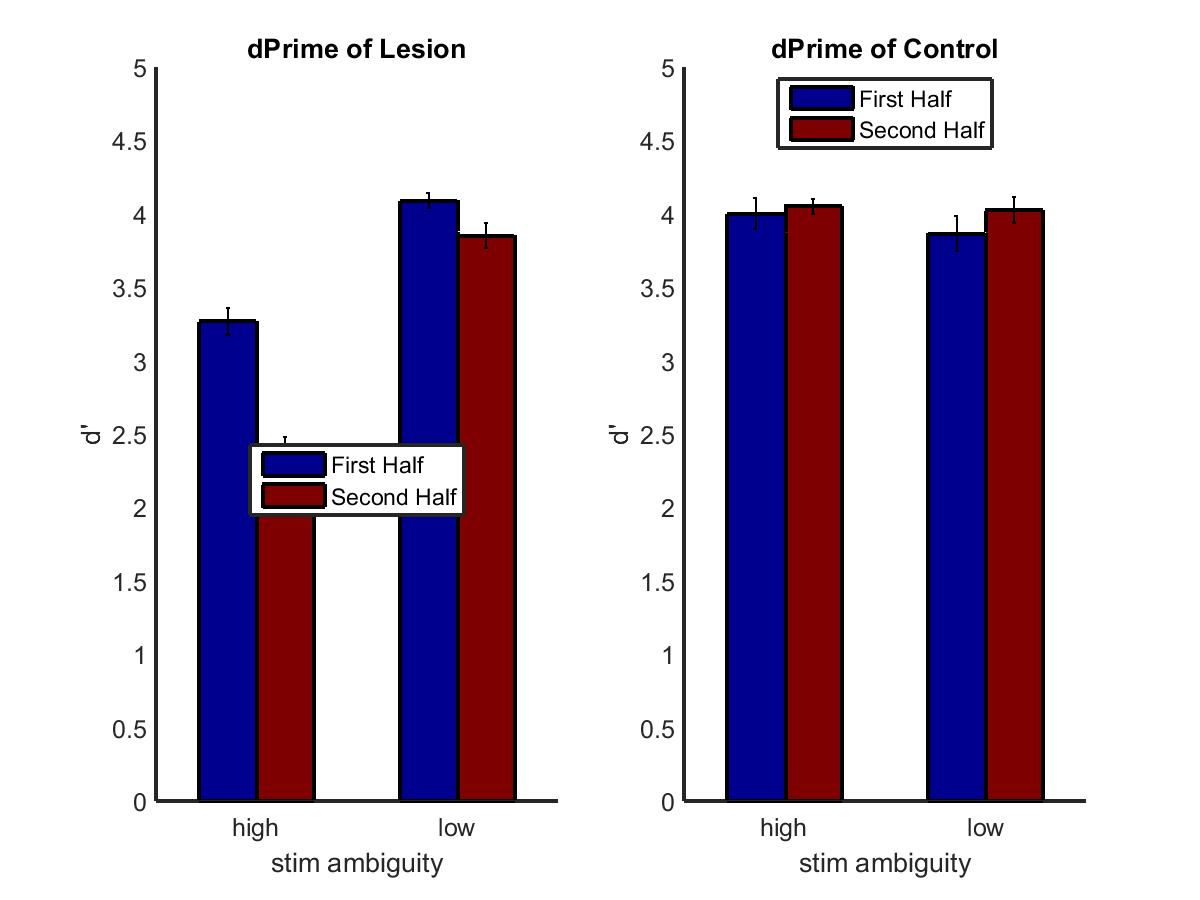 dPrime of Lesion
5
4.5
4
3.5
3
2.5
2
1.5
1
0.5
0
d'
First Half
Second Half
high
low
stim ambiguity
dPrime of Control
5
4.5
4
3.5
3
2.5
2
1.5
1
0.5
0
d'
First Half
Second Half
high
low
stim ambiguity